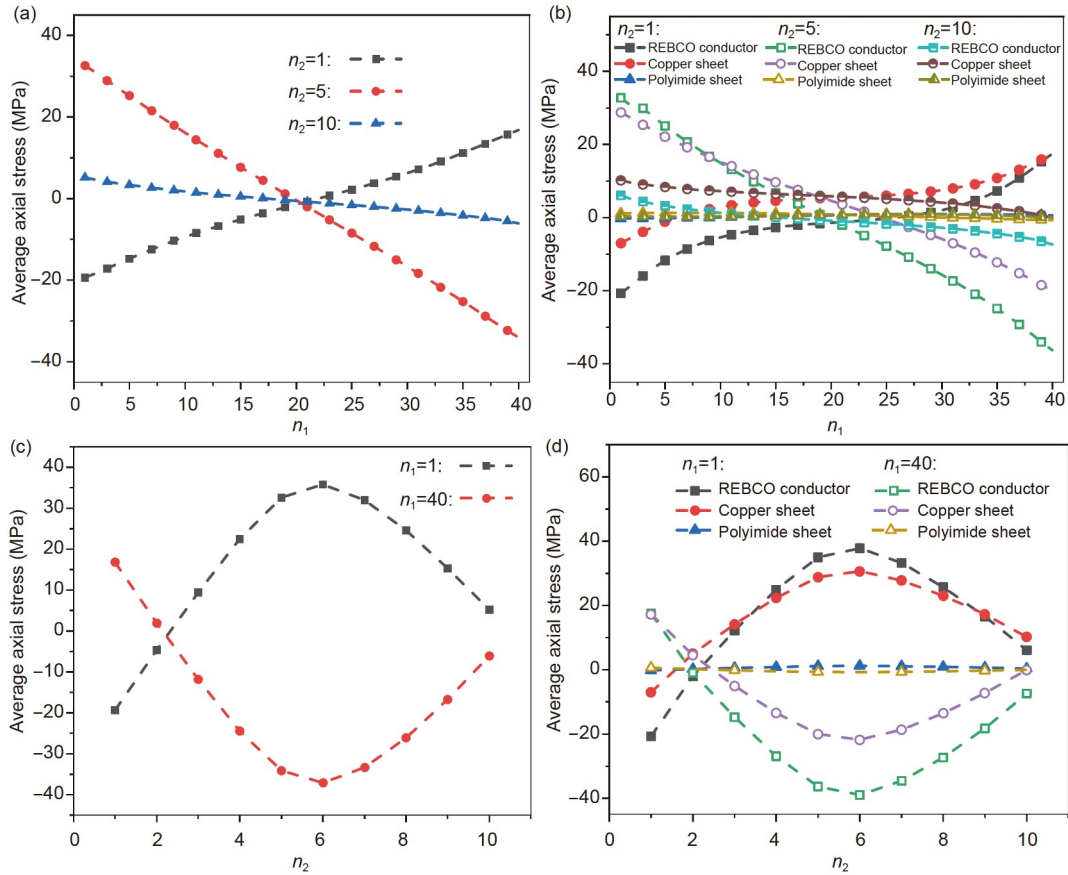 (a)
n₂=1:
n₂=5:
n₂=10:
Average axial stress (MPa)
40
20
0
−20
−40
0 5 10 15 20 25 30 35 40
n₁
(b)
n₂=1: n₂=5: n₂=10:
REBCO conductor REBCO conductor REBCO conductor
Copper sheet Copper sheet Copper sheet
Polyimide sheet Polyimide sheet Polyimide sheet
Average axial stress (MPa)
40
20
0
−20
−40
0 5 10 15 20 25 30 35 40
n₁
(c)
n₁=1:
n₁=40:
Average axial stress (MPa)
40
30
20
10
0
−10
−20
−30
−40
0 2 4 6 8 10
n₂
(d)
n₁=1: n₁=40:
REBCO conductor REBCO conductor
Copper sheet Copper sheet
Polyimide sheet Polyimide sheet
Average axial stress (MPa)
60
40
20
0
−20
−40
0 2 4 6 8 10
n₂